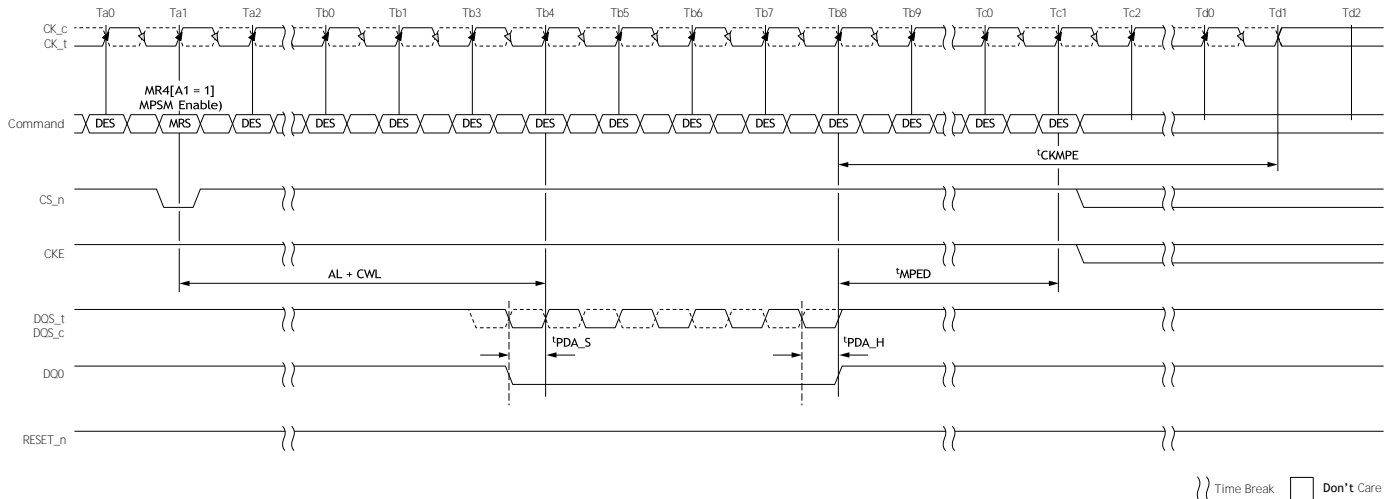 Ta0 Ta1 Ta2 Tb0 Tb1 Tb3 Tb4 Tb5 Tb6 Tb7 Tb8 Tb9 Tc0 Tc1 Tc2 Td0 Td1 Td2
CK_c
CK_t
MR4[A1 = 1]
MPSM Enable)
Command DES MRS DES DES DES DES DES DES DES DES DES DES DES DES
tCKMPE
CS_n
CKE
AL + CWL tMPED
DQS_t
DQS_c
tPDA_S tPDA_H
DQ0
RESET_n
Time Break Don't Care